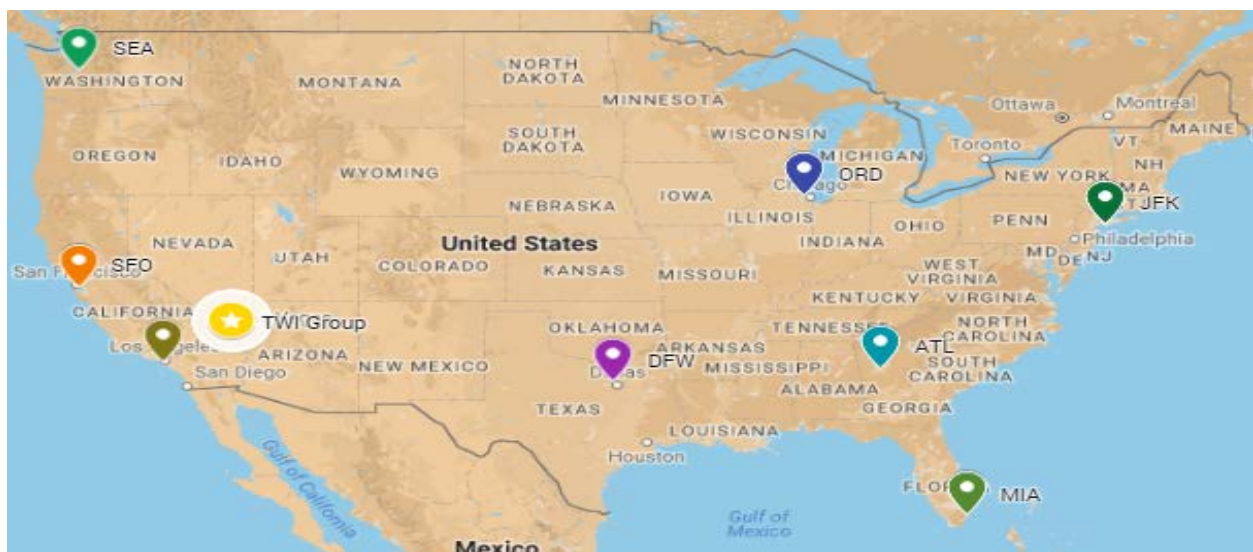 SEA
WASHINGTON
MONTANA
NORTH
DAKOTA
MINNESOTA
Ottawa
Montreal
MAINE
VT
NH
OREGON
IDAHO
WYOMING
SOUTH
DAKOTA
WISCONSIN
MICHIGAN
Toronto
NEW YORK
MA
ORD
IOWA
NEBRASKA
ILLINOIS
INDIANA
OHIO
PENN
JFK
Philadelphia
MD
DE
NJ
NEVADA
UTAH
COLORADO
United States
KANSAS
MISSOURI
WEST
VIRGINIA
KENTUCKY
VIRGINIA
SFO
CALIFORNIA
TWI Group
ARIZONA
NEW MEXICO
OKLAHOMA
ARKANSAS
TENNESSEE
NORTH
CAROLINA
ATL
SOUTH
CAROLINA
San Diego
DFW
TEXAS
MISSISSIPPI
ALABAMA
GEORGIA
LOUISIANA
Houston
MIA
Gulf of California
Gulf of
Mexico
Mexico